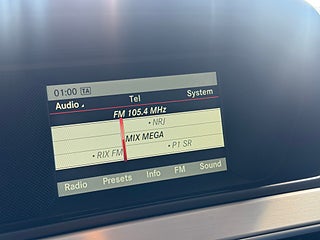 01:00 TA
Audio Tel System
FM 105.4 MHz
• NRJ
MIX MEGA
• RIX FM • P1 SR
Radio Presets Info FM Sound